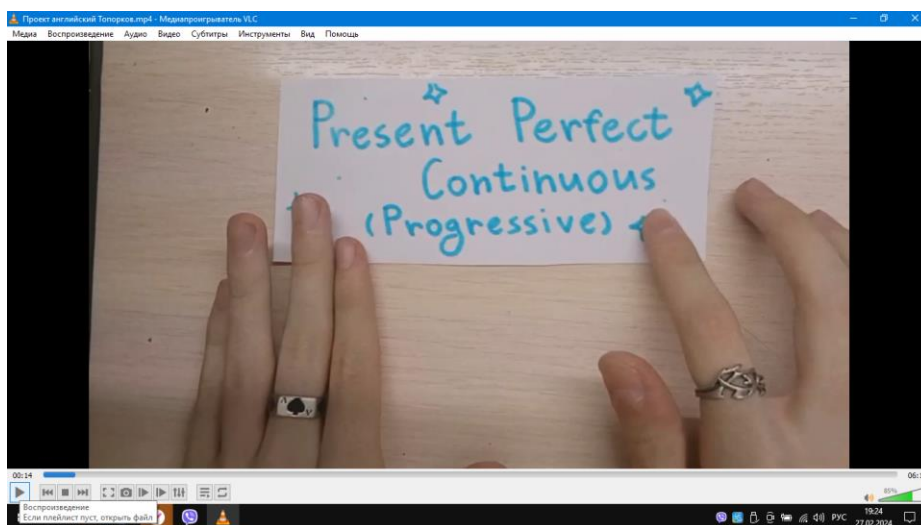 Проект английский Топорков.mp4 - Медиапроигрыватель VLC
Медиа Воспроизведение Аудио Видео Субтитры Инструменты Вид Помощь
Present Perfect
Continuous
(Progressive)
A
A
00:14
85%
Воспроизведение
Если плейлист пуст, открыть файл
РУС
19:24
27.02.2024